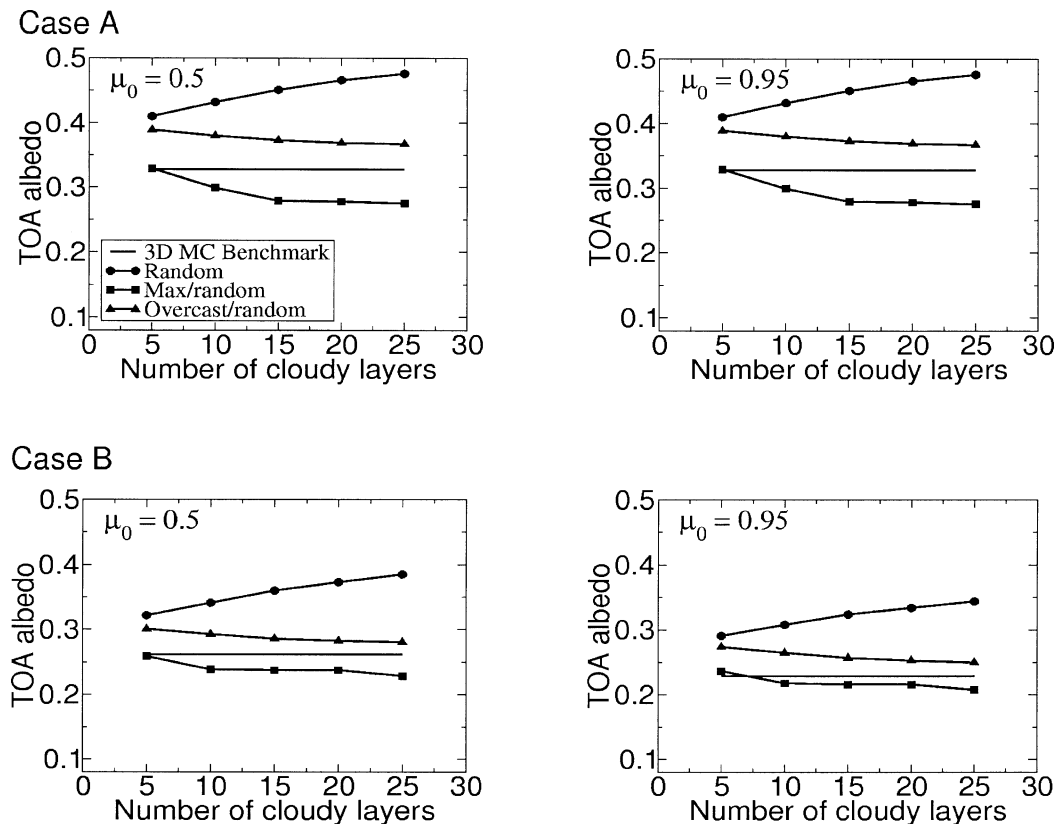 Case A
0.5
0.4
0.3
0.2
0.1
TOA albedo
μ0 = 0.5
3D MC Benchmark
Random
Max/random
Overcast/random
0 5 10 15 20 25 30
Number of cloudy layers
0.5
0.4
0.3
0.2
0.1
TOA albedo
μ0 = 0.95
0 5 10 15 20 25 30
Number of cloudy layers
Case B
0.5
0.4
0.3
0.2
0.1
TOA albedo
μ0 = 0.5
0 5 10 15 20 25 30
Number of cloudy layers
0.5
0.4
0.3
0.2
0.1
TOA albedo
μ0 = 0.95
0 5 10 15 20 25 30
Number of cloudy layers